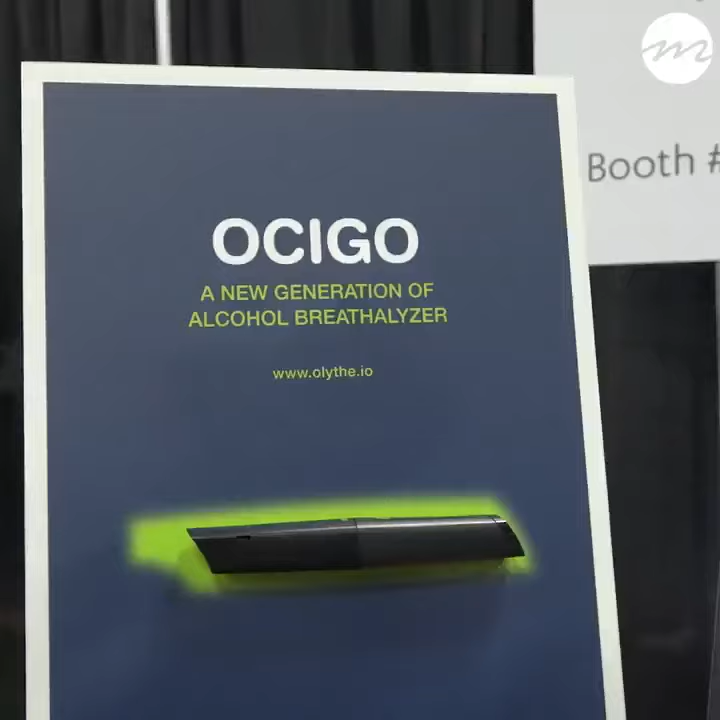 OCIGO
A NEW GENERATION OF
ALCOHOL BREATHALYZER
www.olythe.io
Booth #